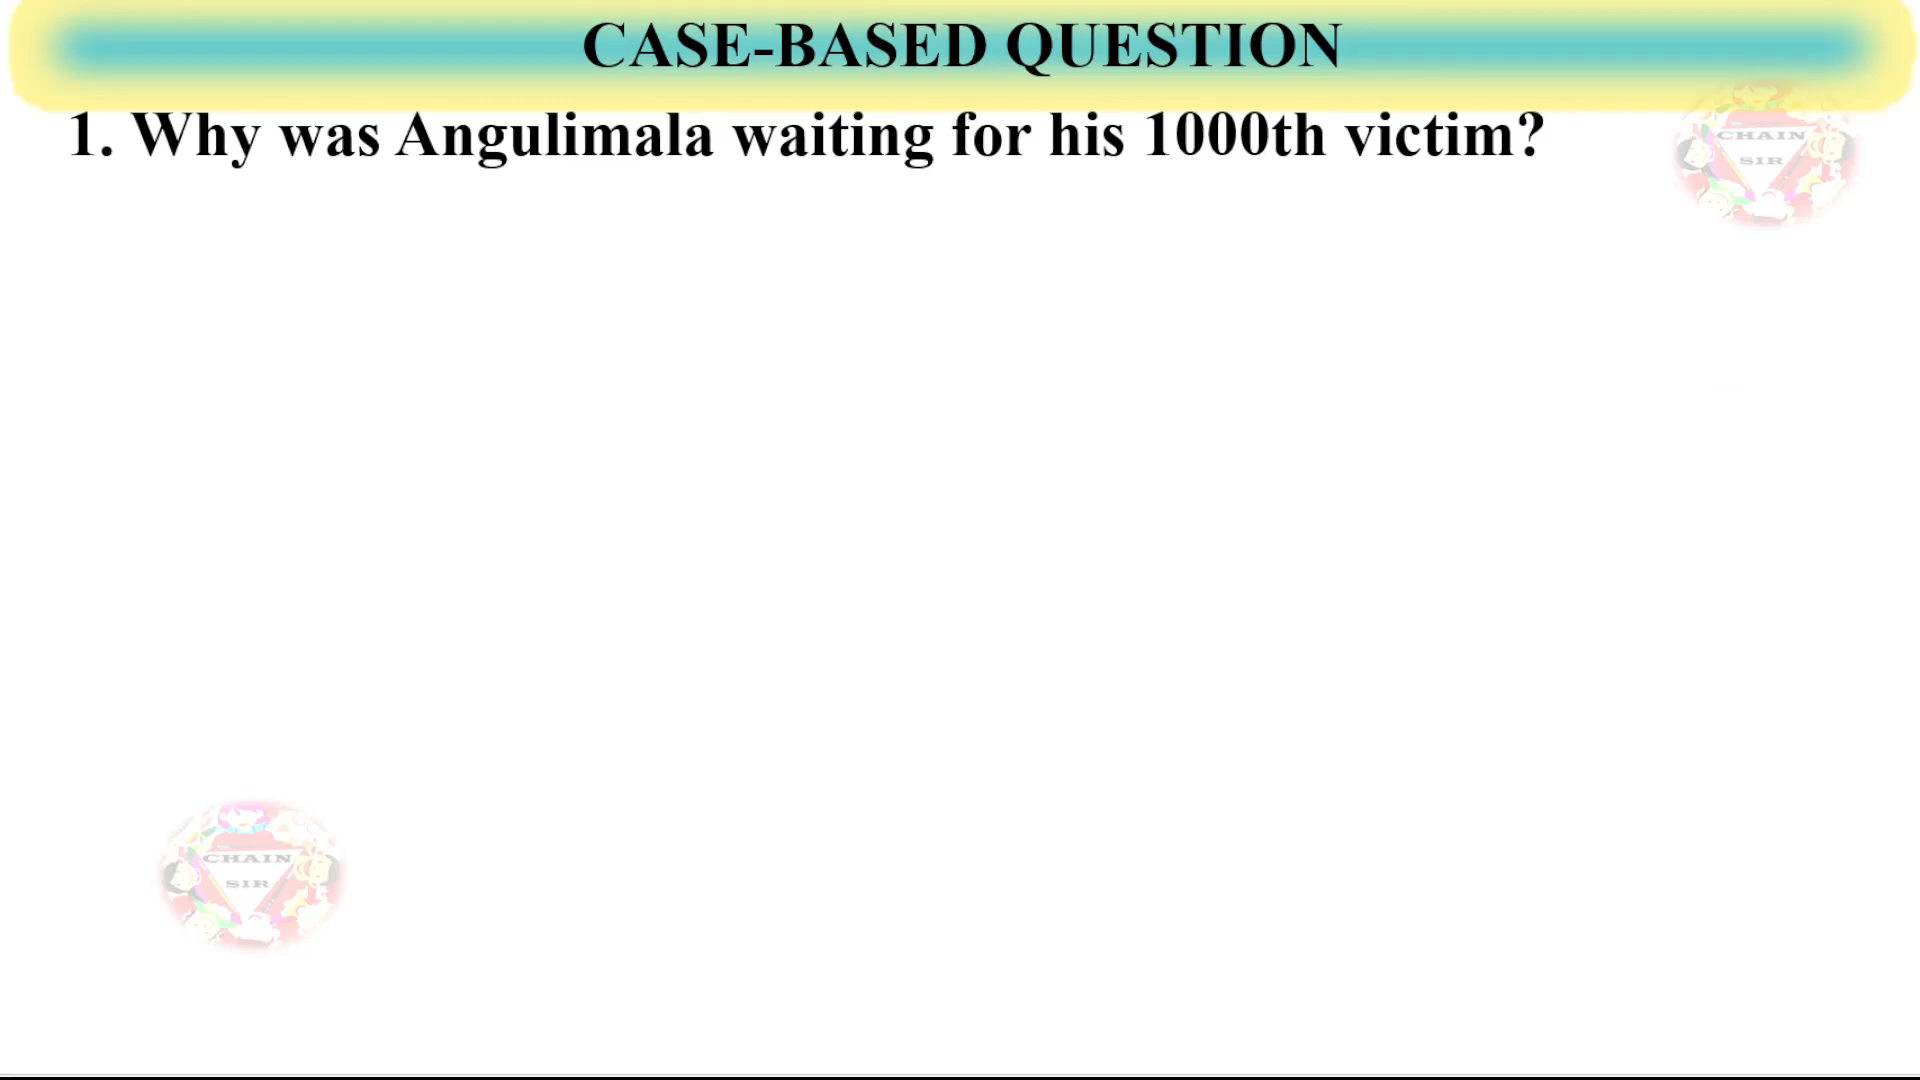 CASE-BASED QUESTION
1. Why was Angulimala waiting for his 1000th victim?
CHAIN
SIR
CHAIN
SIR